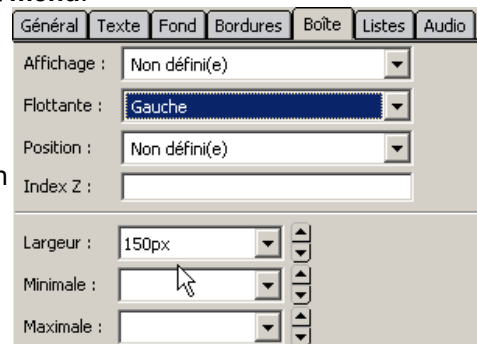 menu.
Général Texte Fond Bordures Boîte Listes Audio
Affichage : Non défini(e)
Flottante : Gauche
Position : Non défini(e)
n
Index Z :
Largeur : 150px
Minimale :
Maximale :